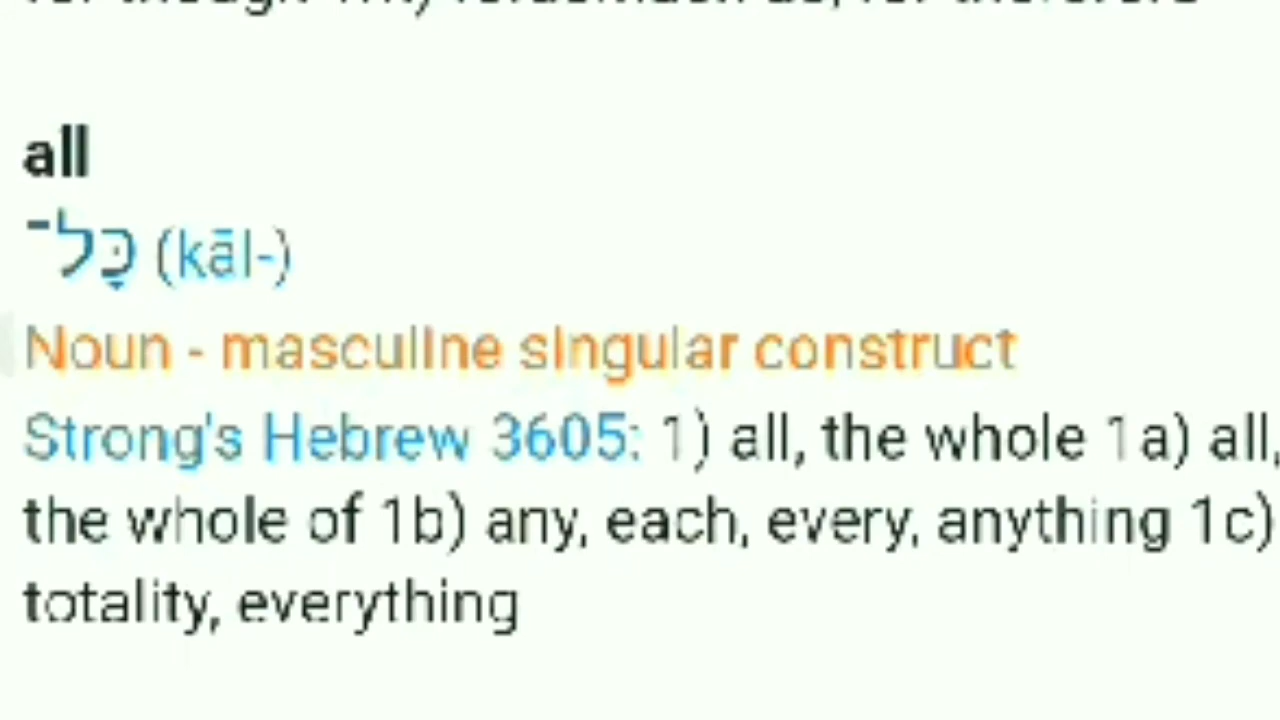 all
כָּל־ (kāl-)
Noun - masculine singular construct
Strong's Hebrew 3605: 1) all, the whole 1a) all,
the whole of 1b) any, each, every, anything 1c)
totality, everything